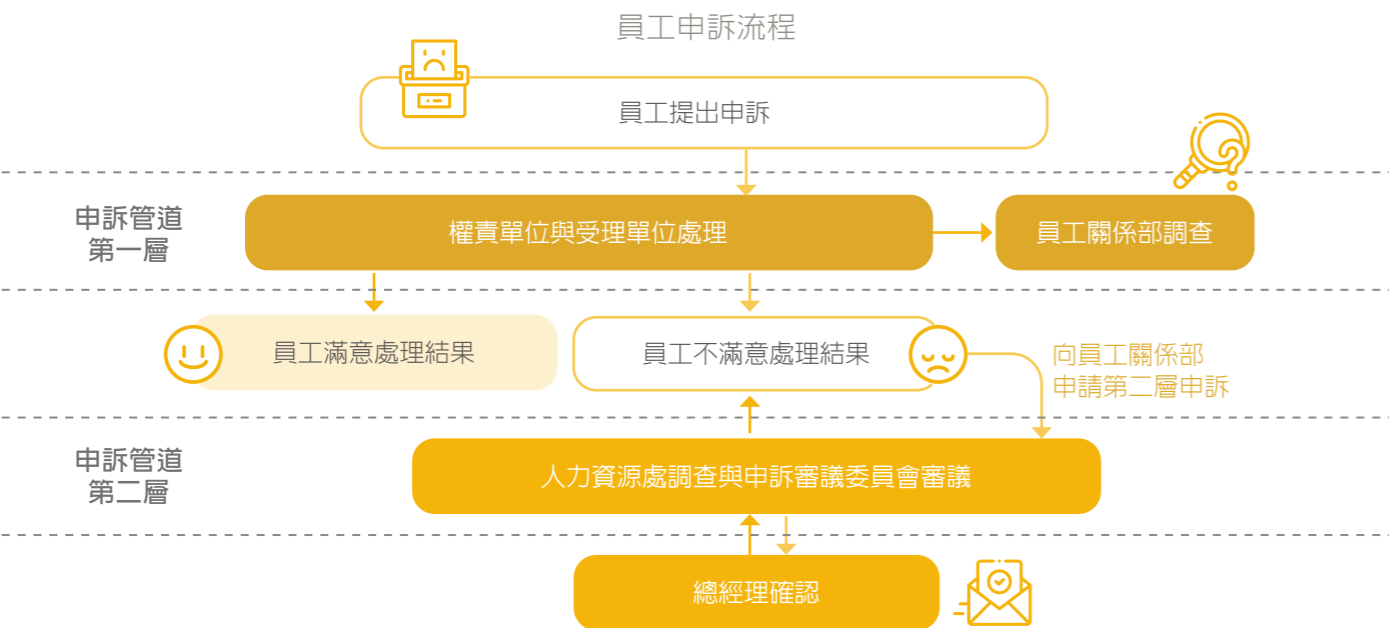 員工申訴流程
員工提出申訴
申訴管道
第一層
權責單位與受理單位處理
員工關係部調查
員工滿意處理結果
員工不滿意處理結果
向員工關係部
申請第二層申訴
申訴管道
第二層
人力資源處調查與申訴審議委員會審議
總經理確認